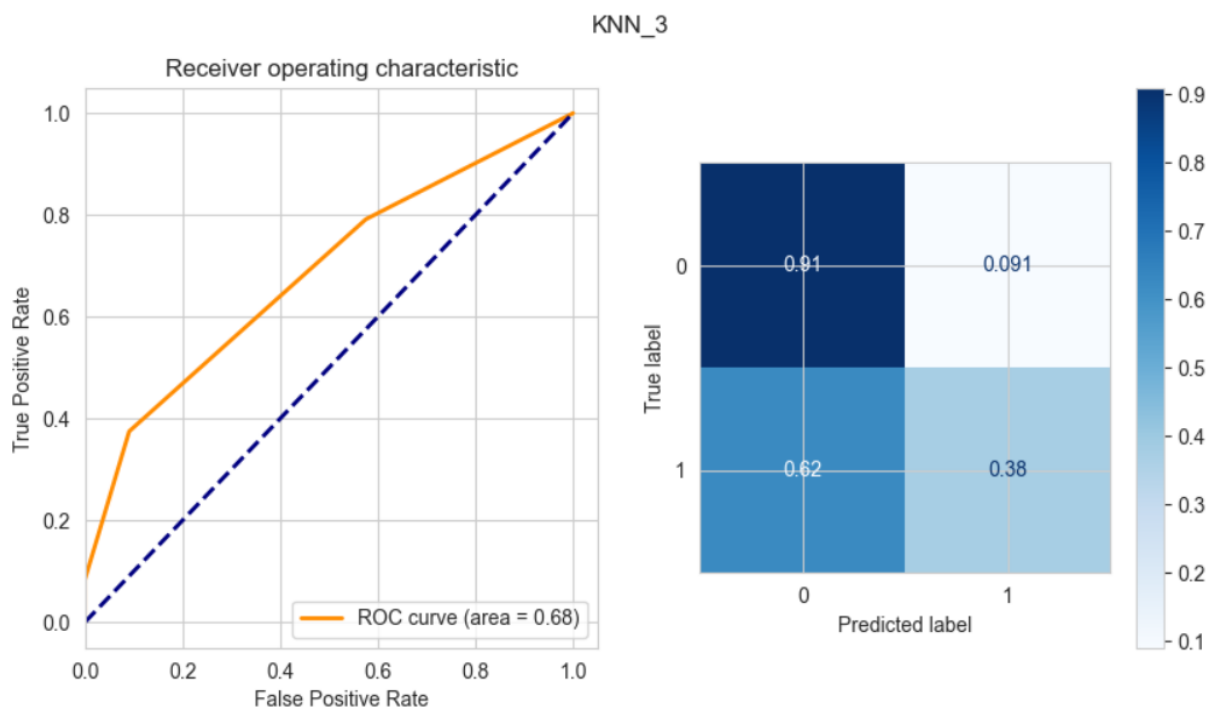 KNN_3
Receiver operating characteristic
True Positive Rate
1.0
0.8
0.6
0.4
0.2
0.0
ROC curve (area = 0.68)
0.0 0.2 0.4 0.6 0.8 1.0
False Positive Rate
True label
0
1
0.91 0.091
0.62 0.38
0 1
Predicted label
0.9
0.8
0.7
0.6
0.5
0.4
0.3
0.2
0.1